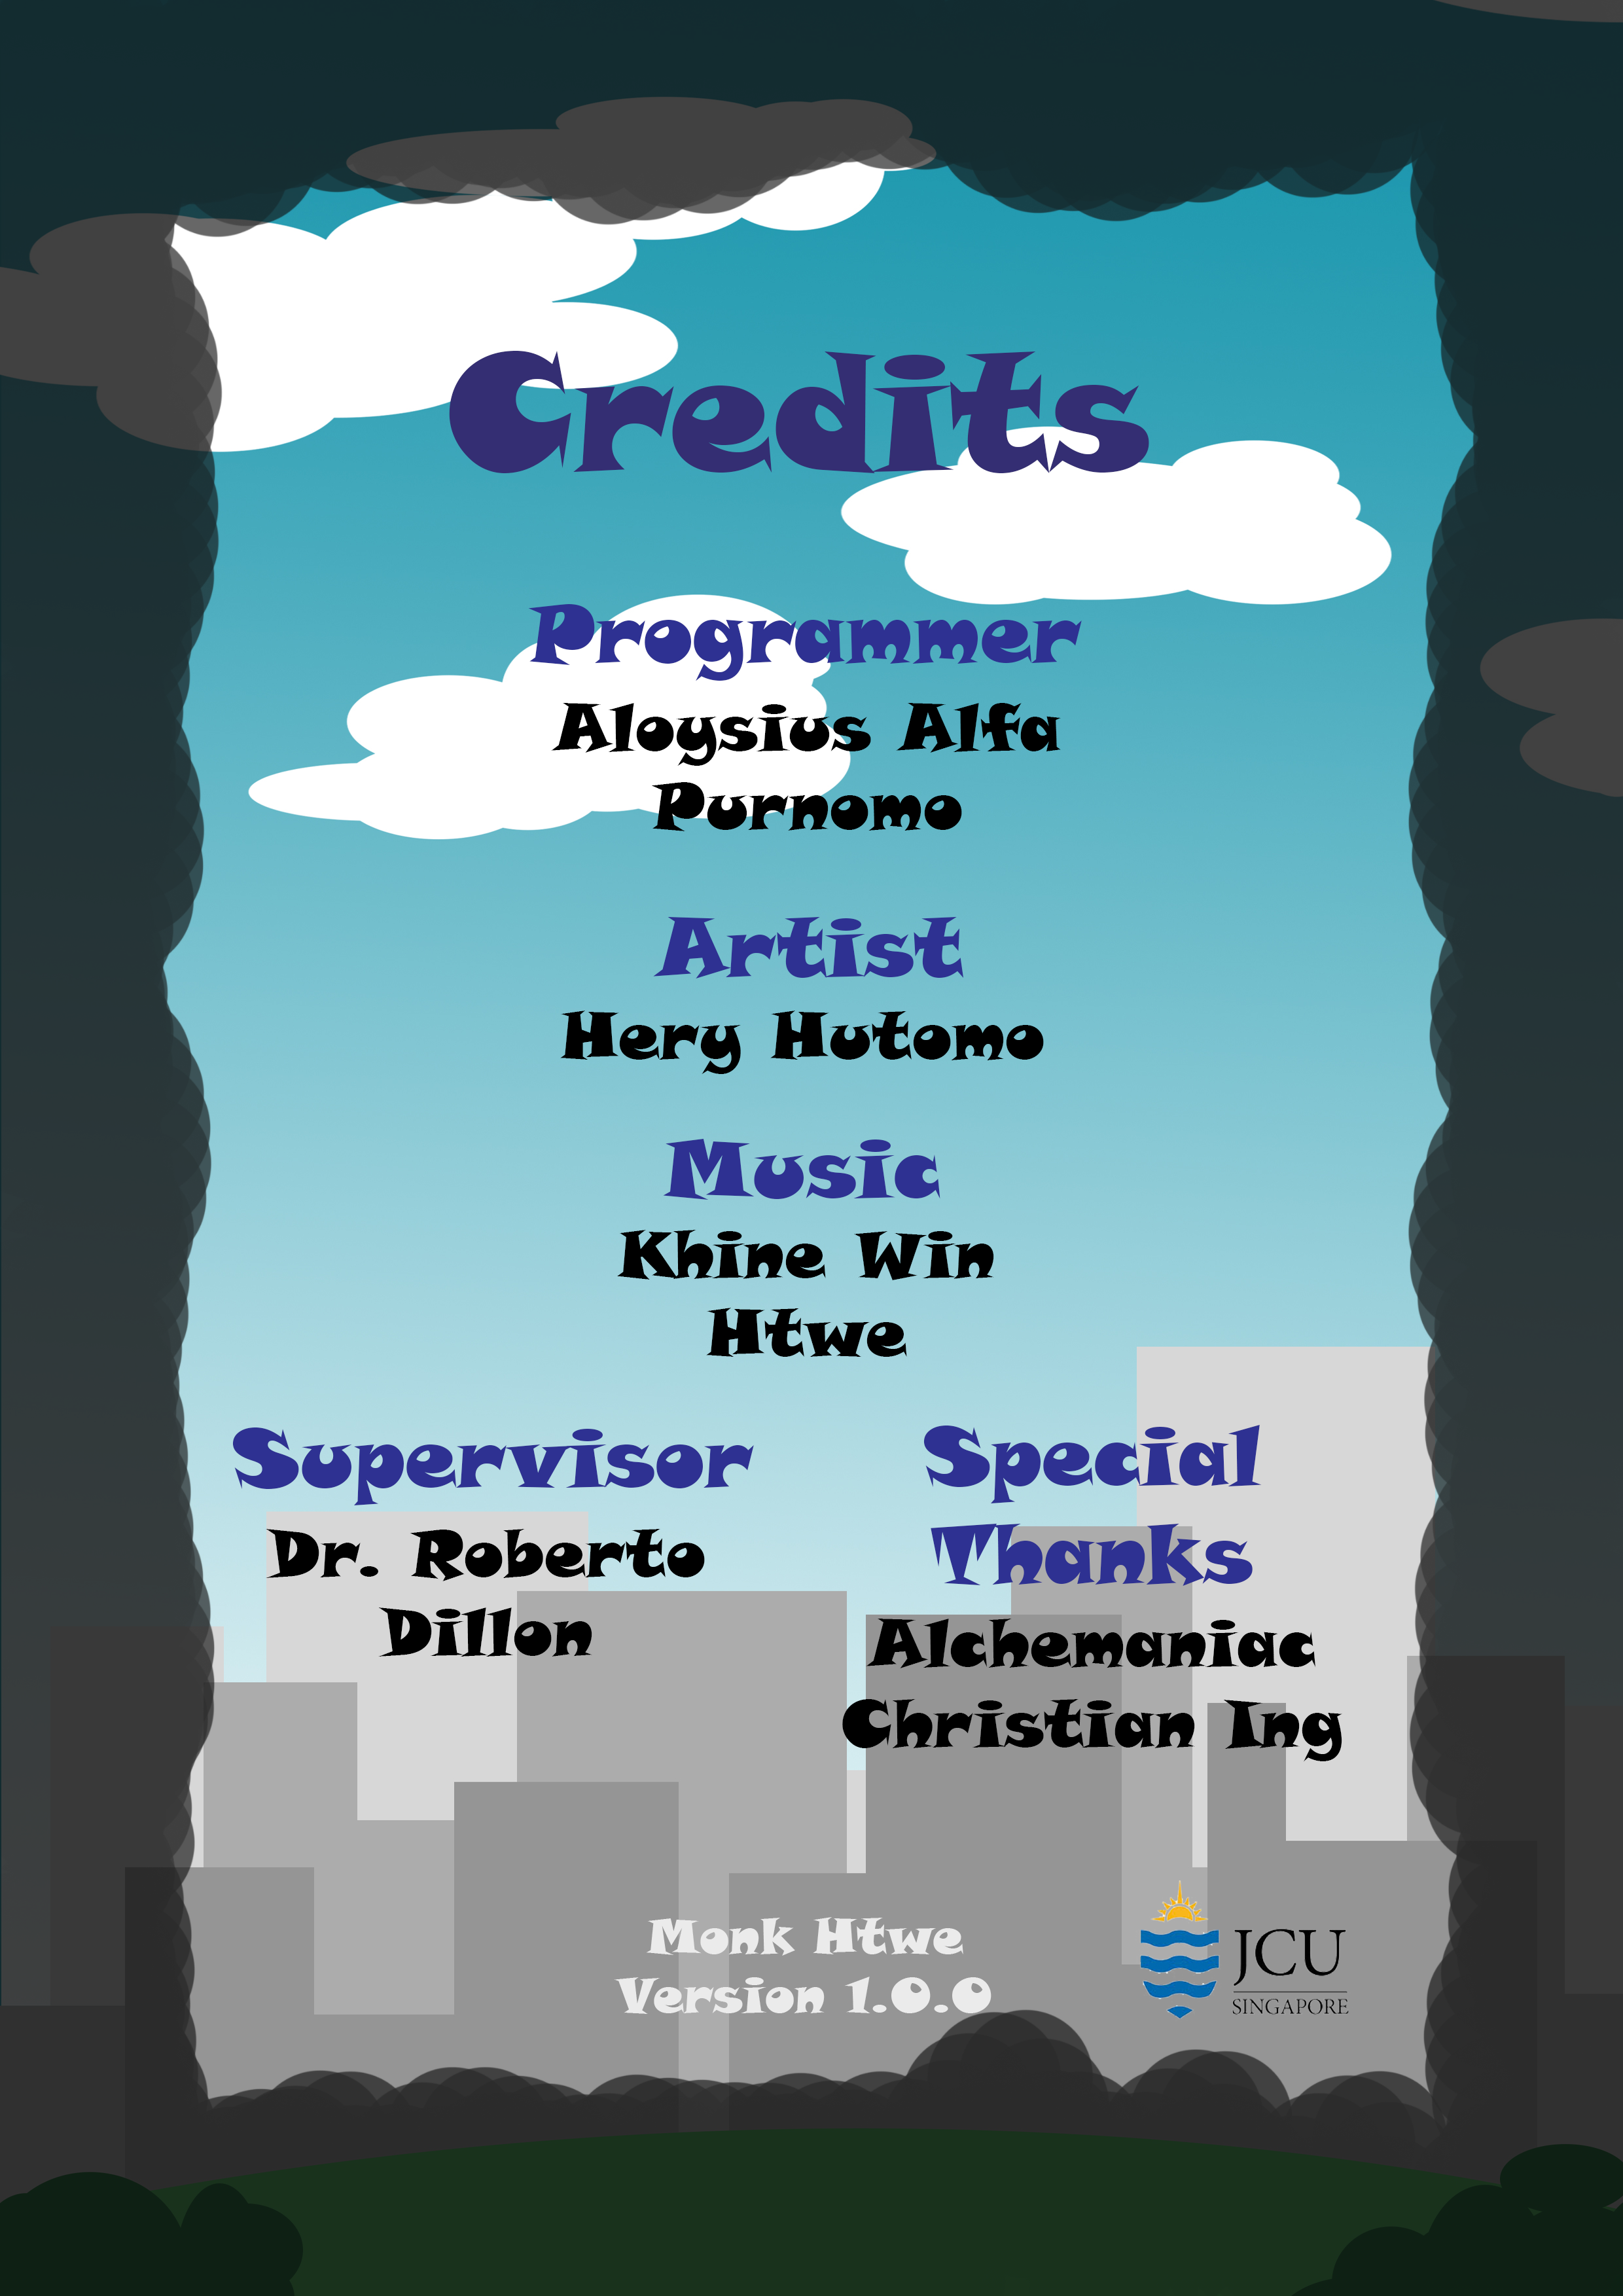 Credits
Programmer
Aloysius Alfa
Purnomo
Artist
Hery Hutomo
Music
Khine Win
Htwe
Supervisor
Dr. Roberto
Dillon
Special
Thanks
Alchemaniac
Christian Ing
Monk Htwe
Version 1.0.0
JCU
SINGAPORE